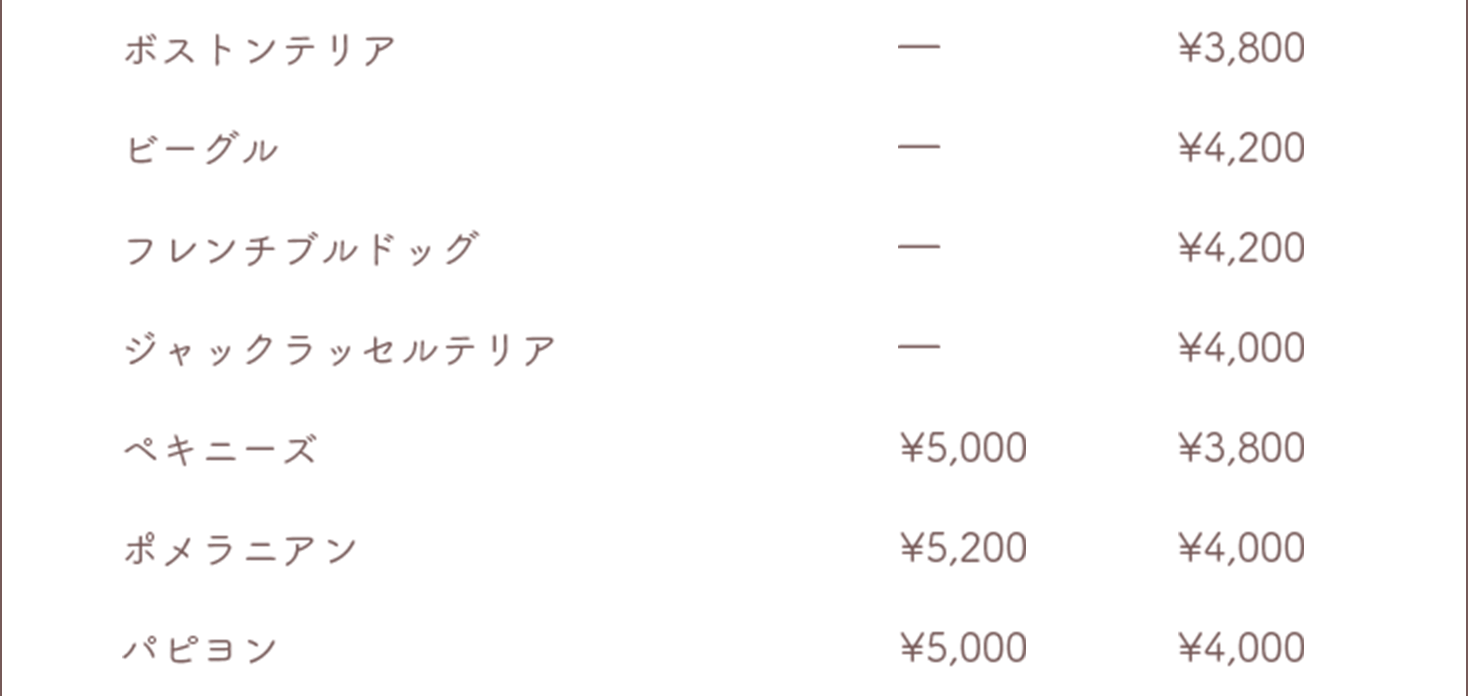 ボストンテリア — ¥3,800
ビーグル — ¥4,200
フレンチブルドッグ — ¥4,200
ジャックラッセルテリア — ¥4,000
ペキニーズ ¥5,000 ¥3,800
ポメラニアン ¥5,200 ¥4,000
パピヨン ¥5,000 ¥4,000